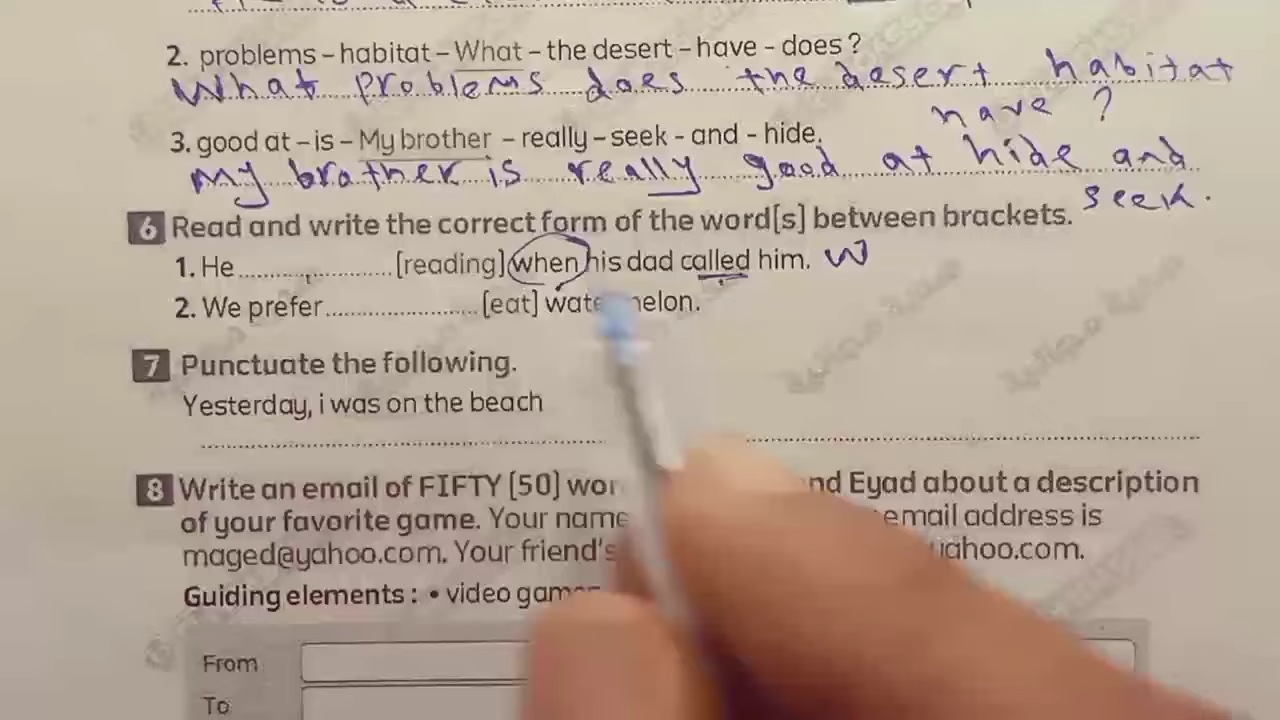 2. problems – habitat – What – the desert – have - does ?
What problems does the desert habitat
have ?
3. good at – is – My brother – really – seek - and - hide.
My brother is really good at hide and
seek.
6 Read and write the correct form of the word[s] between brackets.
1. He........................[reading] when his dad called him. w
2. We prefer........................[eat] watermelon.
7 Punctuate the following.
Yesterday, i was on the beach
8 Write an email of FIFTY [50] Eyad about a description
of your favorite game. Your name email address is
maged@yahoo.com. Your friend's yahoo.com.
Guiding elements : • video
From
To